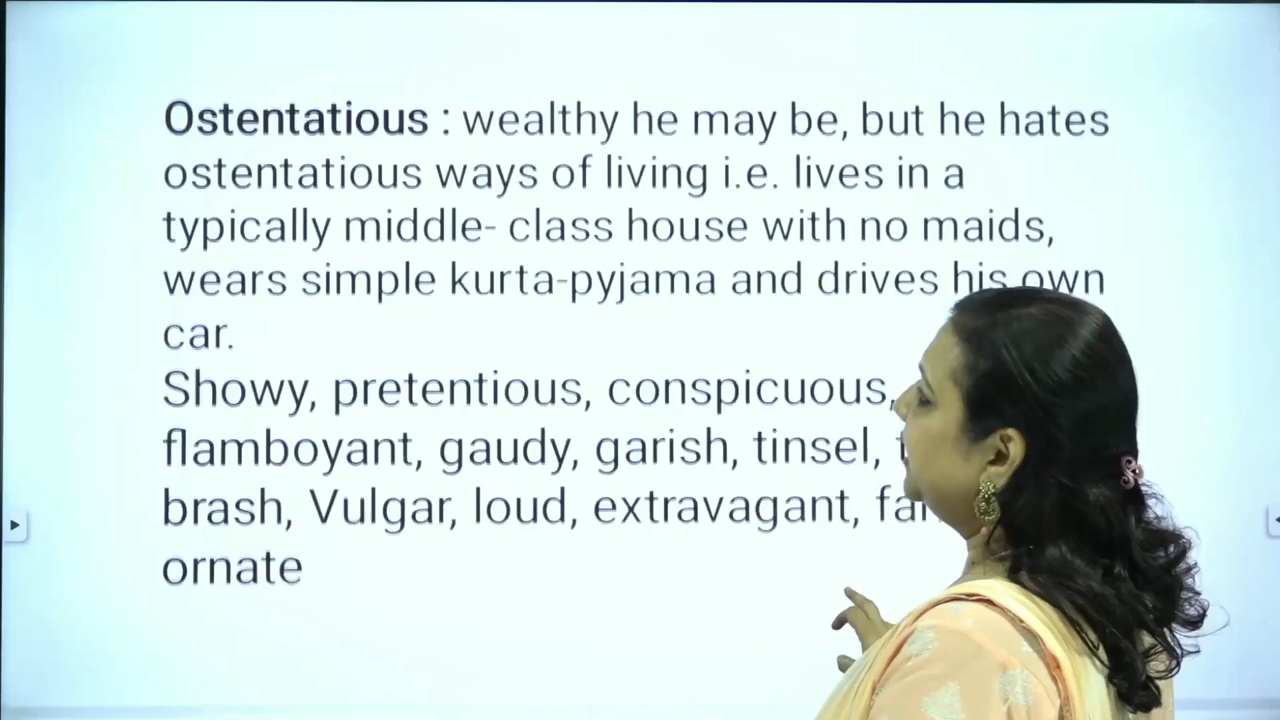 Ostentatious : wealthy he may be, but he hates
ostentatious ways of living i.e. lives in a
typically middle- class house with no maids,
wears simple kurta-pyjama and drives his own
car.
Showy, pretentious, conspicuous,
flamboyant, gaudy, garish, tinsel,
brash, Vulgar, loud, extravagant,
ornate